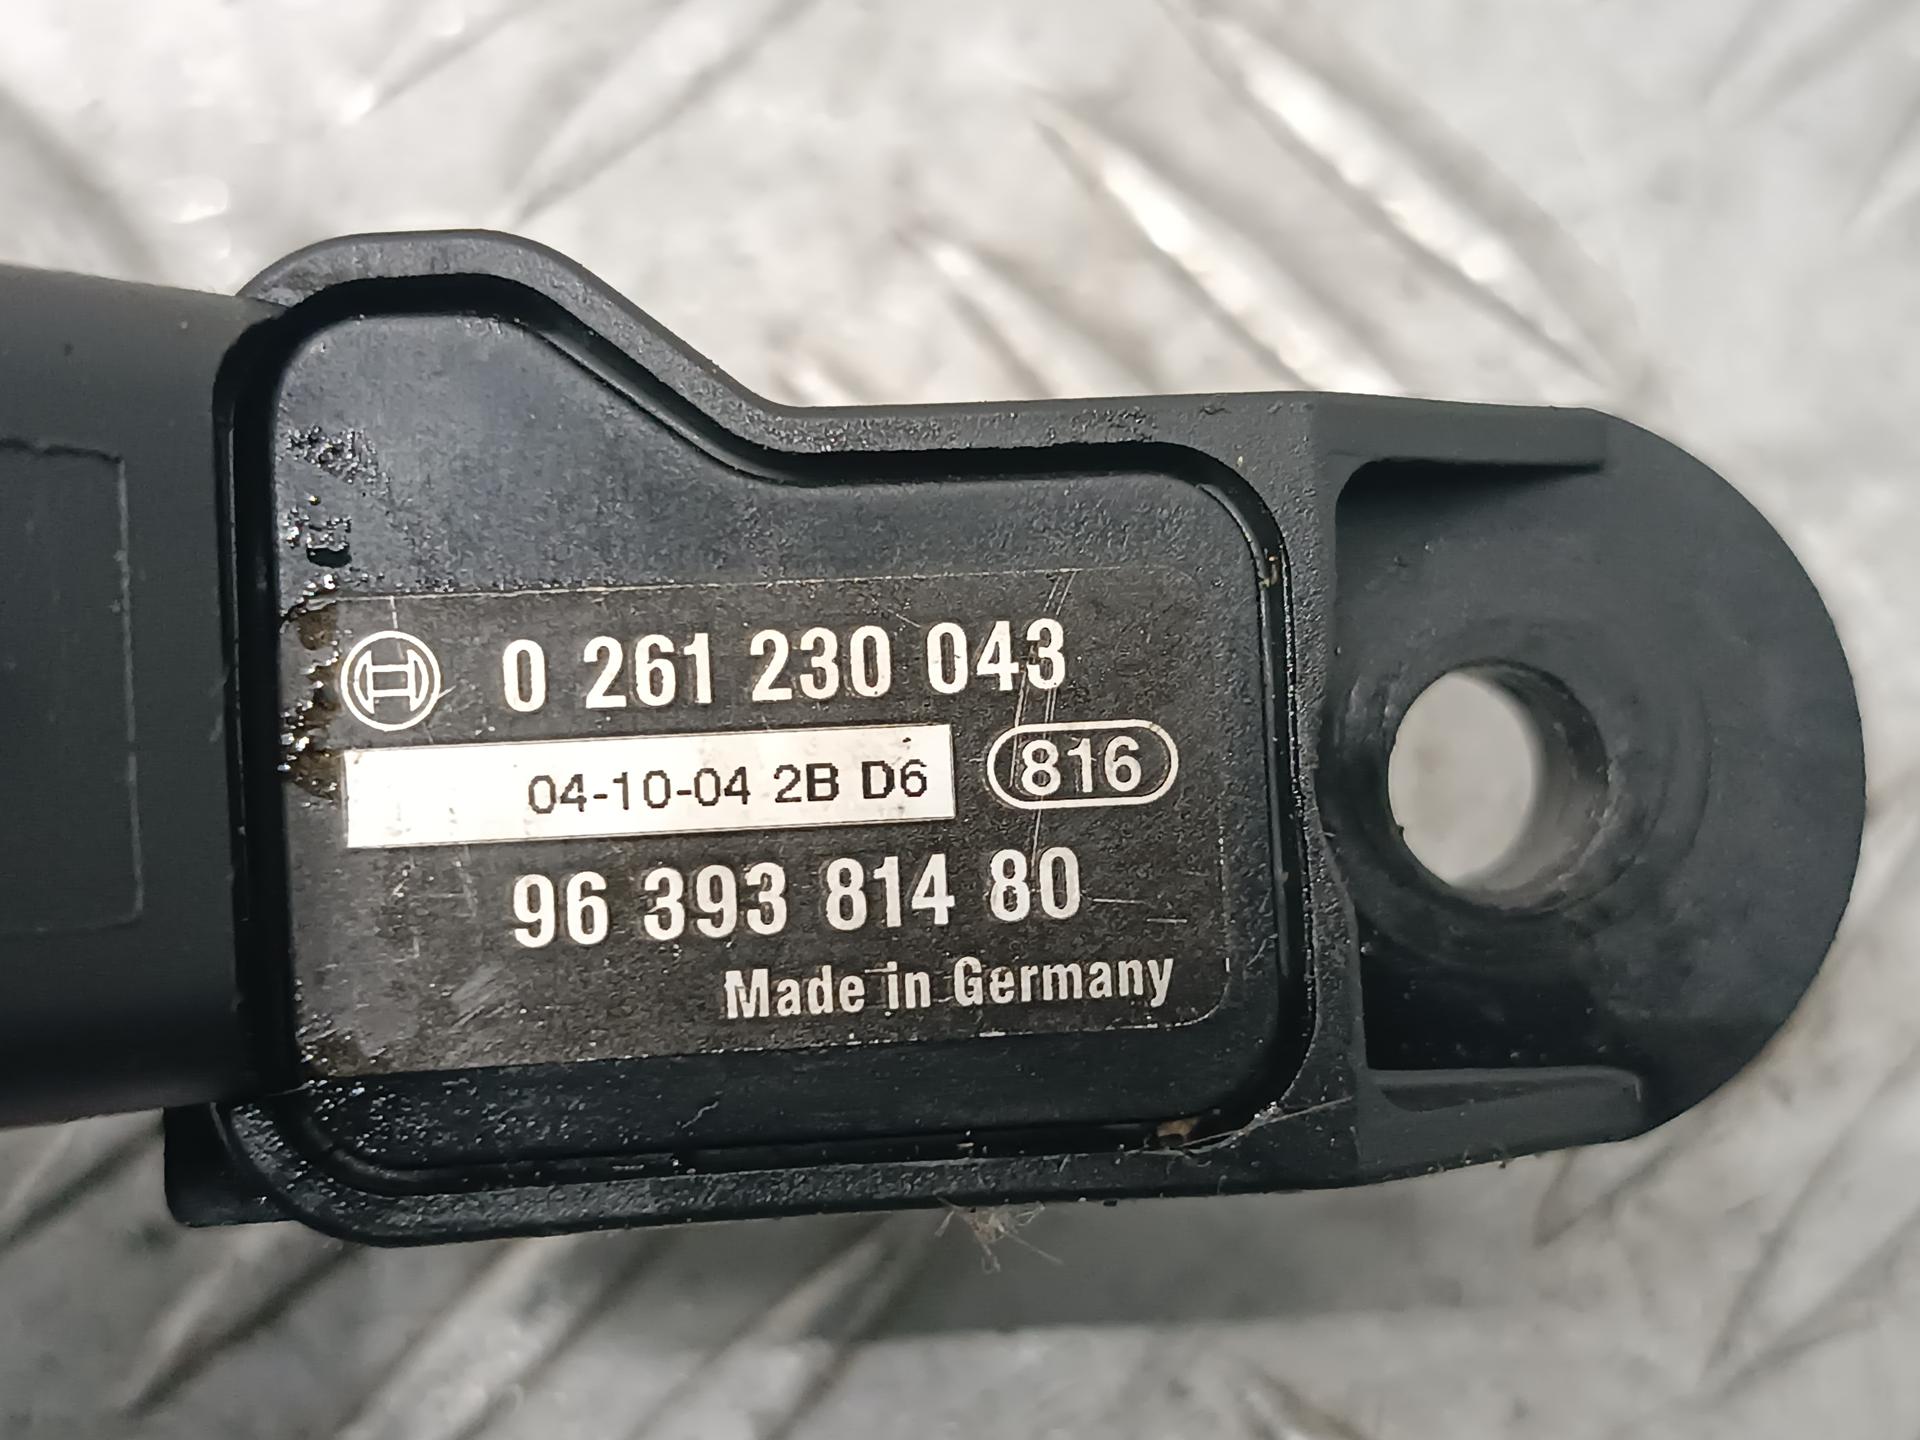 0 261 230 043
04-10-04 2B D6 816
96 393 814 80
Made in Germany